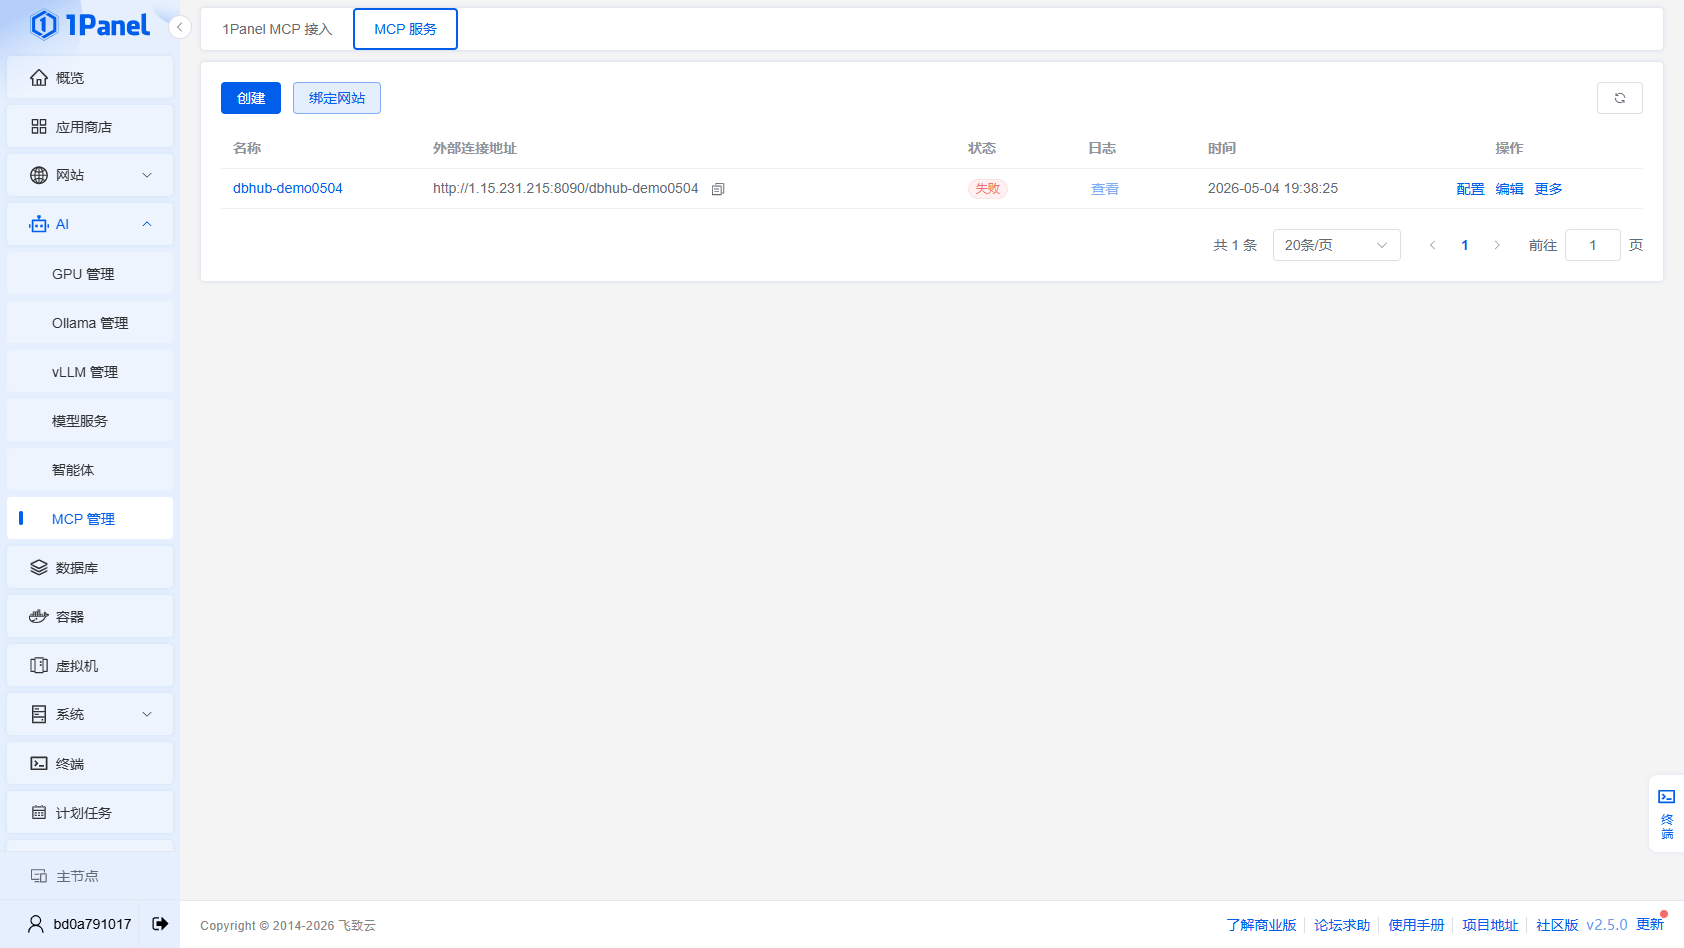 1Panel
概览
应用商店
网站
AI
GPU 管理
Ollama 管理
vLLM 管理
模型服务
智能体
MCP 管理
数据库
容器
虚拟机
系统
终端
计划任务
主节点
bd0a791017
1Panel MCP 接入 MCP 服务
创建 绑定网站
名称 外部连接地址 状态 日志 时间 操作
dbhub-demo0504 http://1.15.231.215:8090/dbhub-demo0504 失败 查看 2026-05-04 19:38:25 配置 编辑 更多
共 1 条 20条/页 1 前往 1 页
终端
Copyright © 2014-2026 飞致云 了解商业版 论坛求助 使用手册 项目地址 社区版 v2.5.0 更新